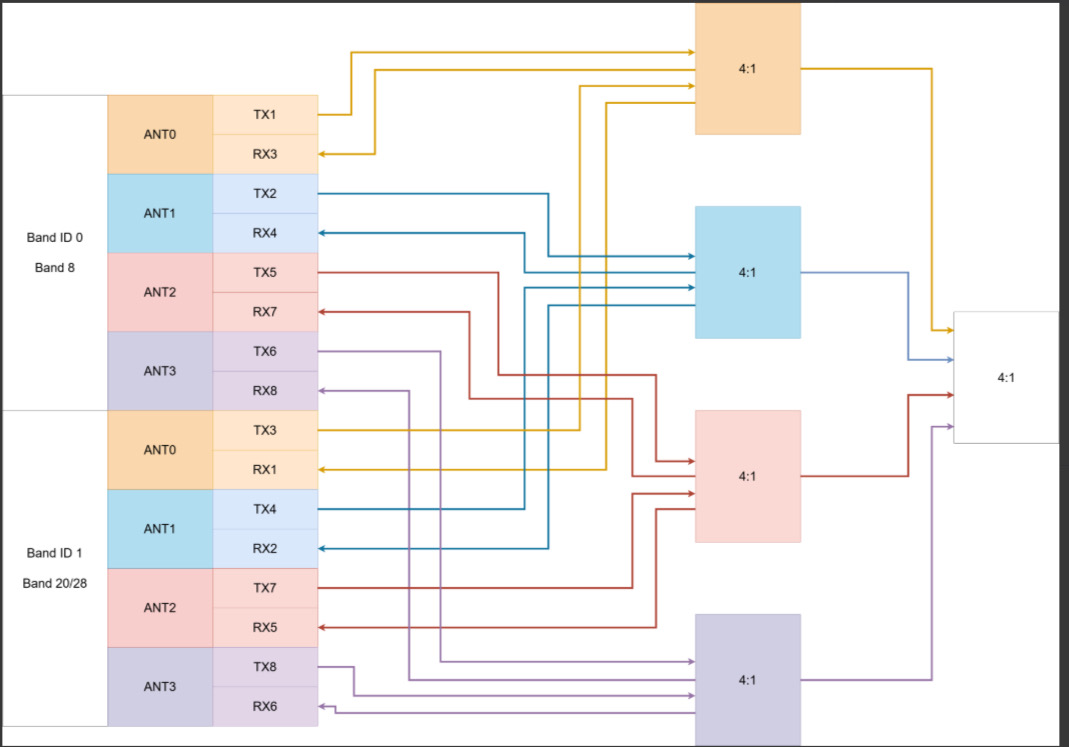 4:1
Band ID 0
Band 8
ANT0
TX1
RX3
ANT1
TX2
RX4
ANT2
TX5
RX7
ANT3
TX6
RX8
Band ID 1
Band 20/28
ANT0
TX3
RX1
ANT1
TX4
RX2
ANT2
TX7
RX5
ANT3
TX8
RX6
4:1
4:1
4:1
4:1